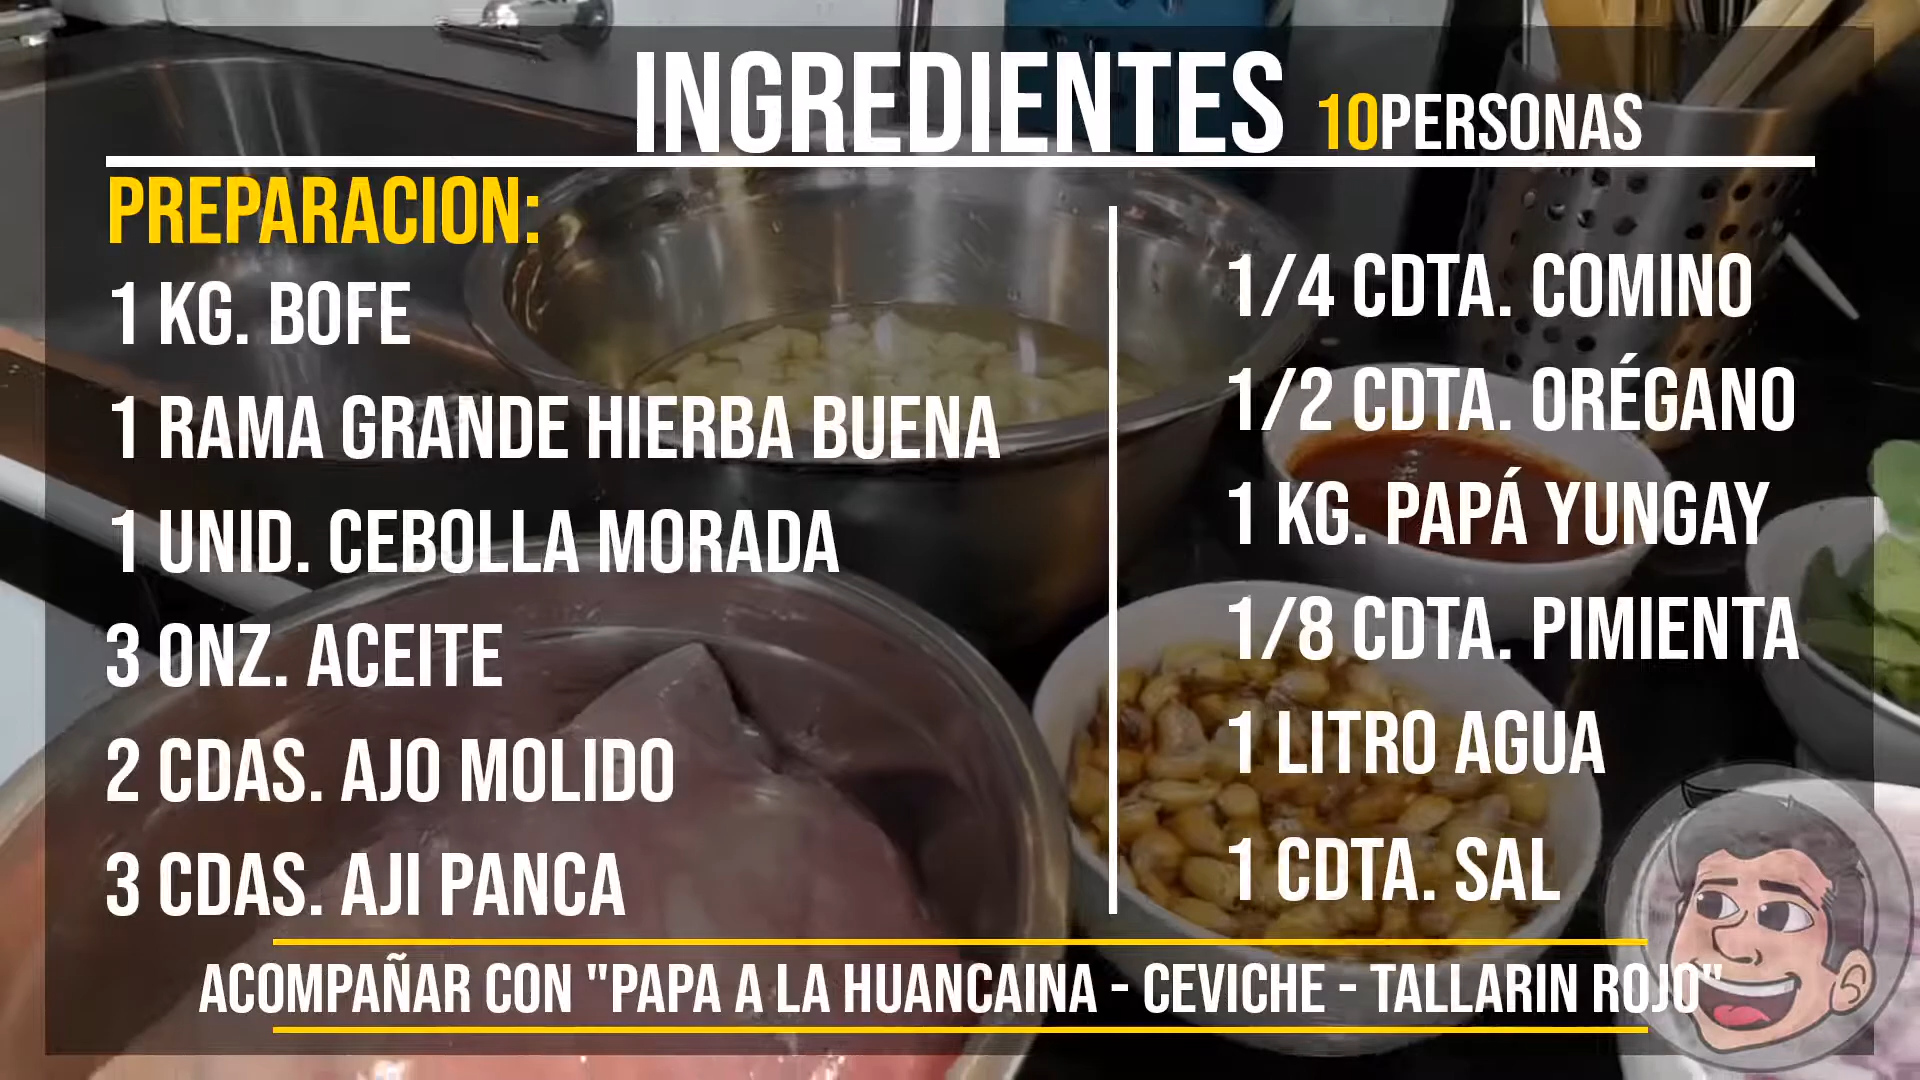 INGREDIENTES 10PERSONAS
PREPARACION:
1 KG. BOFE
1 RAMA GRANDE HIERBA BUENA
1 UNID. CEBOLLA MORADA
3 ONZ. ACEITE
2 CDAS. AJO MOLIDO
3 CDAS. AJI PANCA
1/4 CDTA. COMINO
1/2 CDTA. ORÉGANO
1 KG. PAPÁ YUNGAY
1/8 CDTA. PIMIENTA
1 LITRO AGUA
1 CDTA. SAL
ACOMPAÑAR CON "PAPA A LA HUANCAINA - CEVICHE - TALLARIN ROJO"